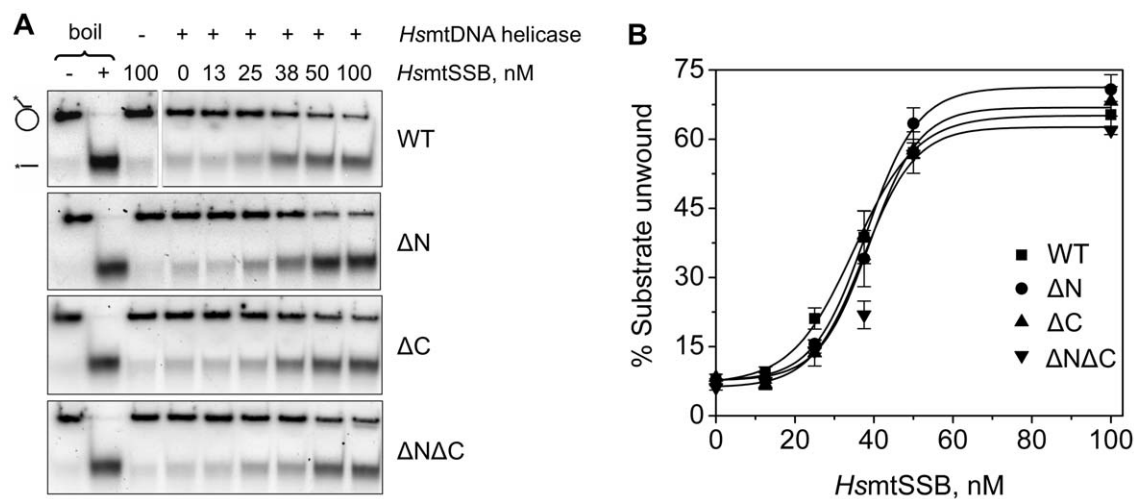 A
boil
- + + + + + + HsmtDNA helicase
- + 100 0 13 25 38 50 100 HsmtSSB, nM
* 
*
WT
ΔN
ΔC
ΔNΔC
B
75
60
45
30
15
0
% Substrate unwound
WT
ΔN
ΔC
ΔNΔC
0 20 40 60 80 100
HsmtSSB, nM